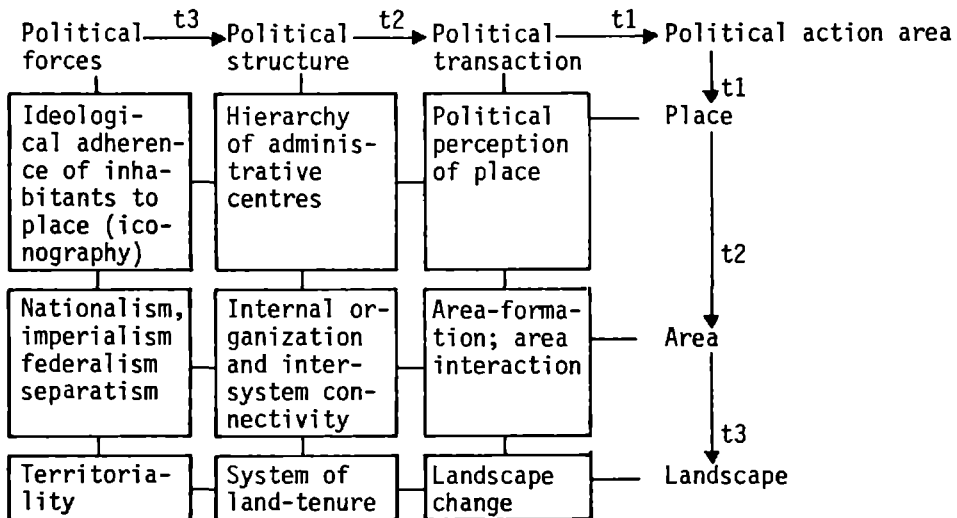 t3
t2
t1
Political
forces
Political
structure
Political
transaction
Political action area
t1
Ideologi-
cal adheren-
ce of inha-
bitants to
place (ico-
nography)
Hierarchy
of adminis-
trative
centres
Political
perception
of place
Place
t2
Nationalism,
imperialism
federalism
separatism
Internal or-
ganization
and inter-
system con-
nectivity
Area-forma-
tion; area
interaction
Area
t3
Territoria-
lity
System of
land-tenure
Landscape
change
Landscape